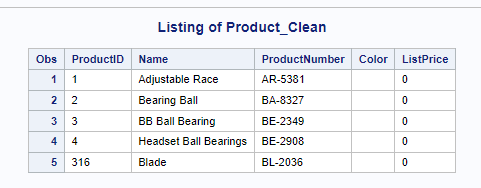 Listing of Product_Clean
Obs ProductID Name ProductNumber Color ListPrice
1 1 Adjustable Race AR-5381 0
2 2 Bearing Ball BA-8327 0
3 3 BB Ball Bearing BE-2349 0
4 4 Headset Ball Bearings BE-2908 0
5 316 Blade BL-2036 0